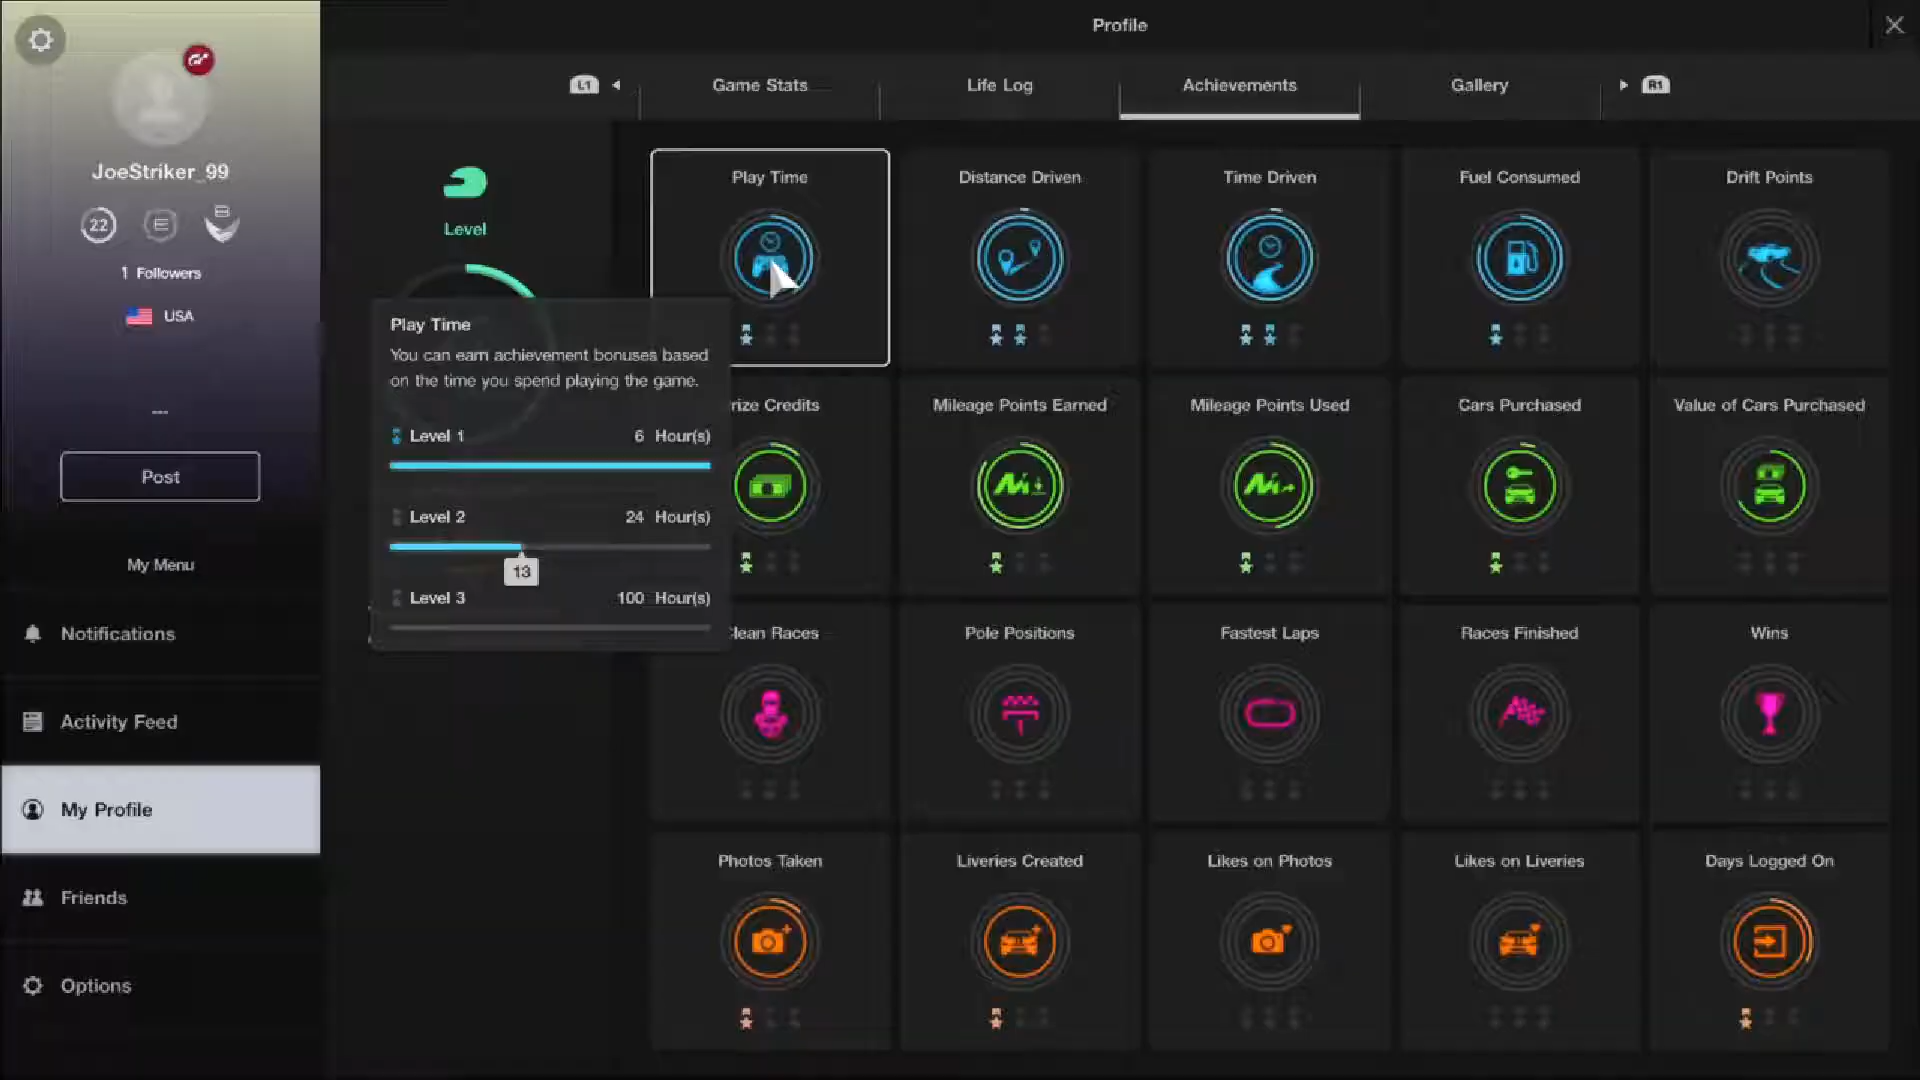 Profile
L1
Game Stats
Life Log
Achievements
Gallery
R1
GT
JoeStriker_99
22
E
B
1 Followers
USA
---
Post
My Menu
Notifications
Activity Feed
My Profile
Friends
Options
Level
Play Time
You can earn achievement bonuses based
on the time you spend playing the game.
Level 1 6 Hour(s)
Level 2 24 Hour(s)
13
Level 3 100 Hour(s)
Play Time
Distance Driven
Time Driven
Fuel Consumed
Drift Points
rize Credits
Mileage Points Earned
Mileage Points Used
Cars Purchased
Value of Cars Purchased
lean Races
Pole Positions
Fastest Laps
Races Finished
Wins
Photos Taken
Liveries Created
Likes on Photos
Likes on Liveries
Days Logged On